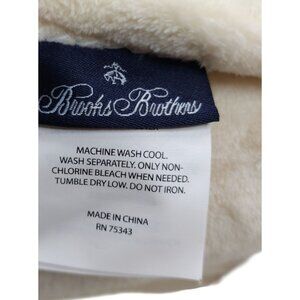 Brooks Brothers
MACHINE WASH COOL.
WASH SEPARATELY. ONLY NON-
CHLORINE BLEACH WHEN NEEDED.
TUMBLE DRY LOW. DO NOT IRON.
MADE IN CHINA
RN 75343